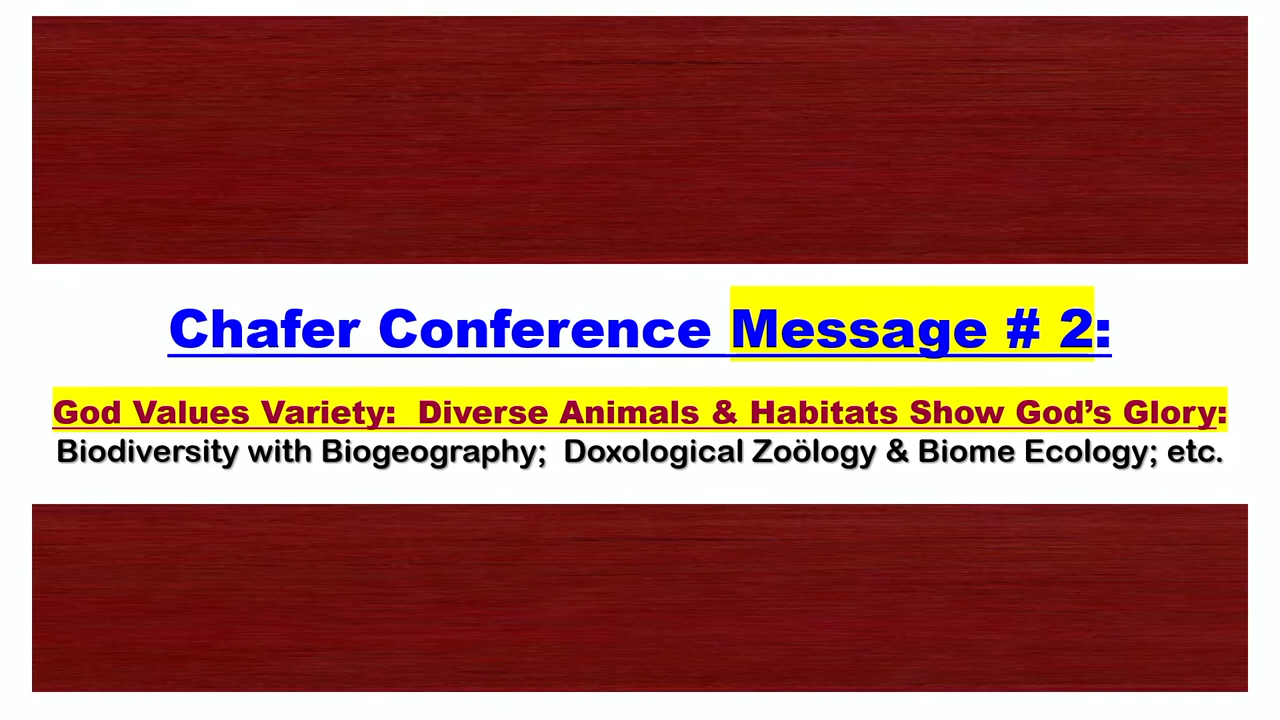 Chafer Conference Message # 2:
God Values Variety:  Diverse Animals & Habitats Show God’s Glory:
Biodiversity with Biogeography;  Doxological Zoölogy & Biome Ecology; etc.